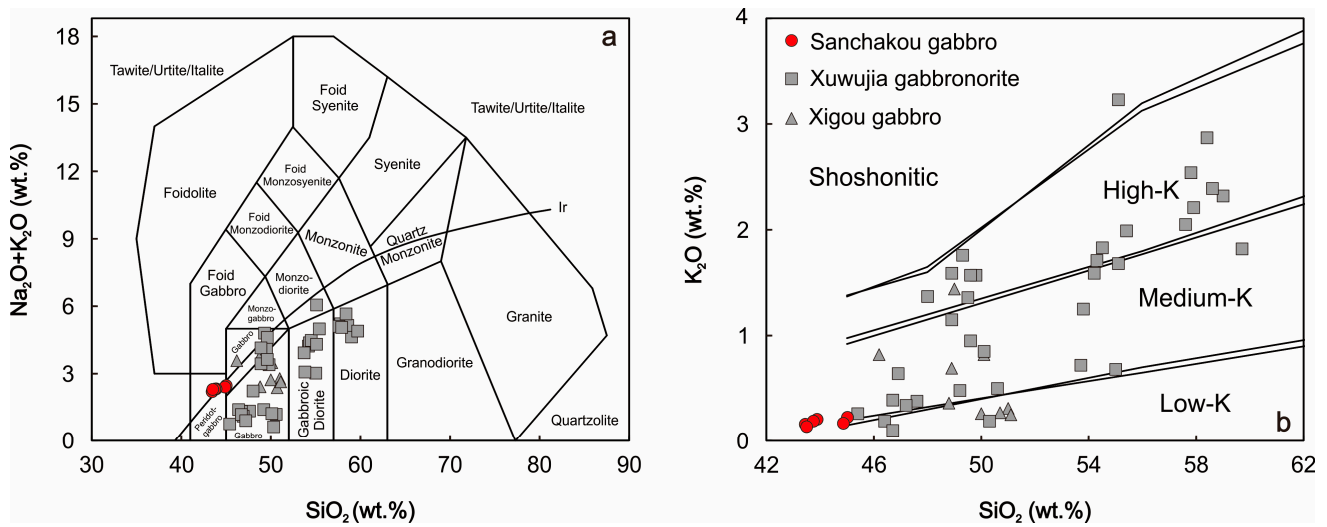 a
Na2O+K2O (wt.%)
18
15
12
9
6
3
0
30
40
50
60
70
80
90
SiO2 (wt.%)
Tawite/Urtite/Italite
Foid
Syenite
Tawite/Urtite/Italite
Foidolite
Foid
Monzosyenite
Syenite
Ir
Foid
Monzodiorite
Monzonite
Quartz
Monzonite
Foid
Gabbro
Monzo-
diorite
Monzo-
gabbro
Gabbro
Peridot-
gabbro
Gabbro
Gabbroic
Diorite
Diorite
Granodiorite
Granite
Quartzolite
b
K2O (wt.%)
4
3
2
1
0
42
46
50
54
58
62
SiO2 (wt.%)
Sanchakou gabbro
Xuwujia gabbronorite
Xigou gabbro
Shoshonitic
High-K
Medium-K
Low-K